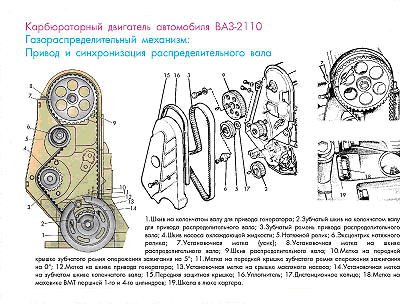 Карбюраторный двигатель автомобиля ВАЗ-2110
Газораспределительный механизм:
Привод и синхронизация распределительного вала
1.Шкив на коленчатом валу для привода генератора; 2.Зубчатый шкив на коленчатом валу
для привода распределительного вала; 3.Зубчатый ремень привода распределительного
вала; 4.Шкив насоса охлаждающей жидкости; 5.Натяжной ролик; 6.Эксцентрик натяжного
ролика; 7.Установочная метка (усик); 8.Установочная метка на шкиве
распределительного вала; 9.Шкив распределительного вала; 10.Метка на передней
крышке зубчатого ремня опережения зажигания на 5°; 11.Метка на передней крышке зубчатого ремня опережения зажигания
на 0°; 12.Метка на шкиве привода генератора; 13.Установочная метка на крышке масляного насоса; 14.Установочная метка
на зубчатом шкиве коленчатого вала; 15.Передняя защитная крышка; 16.Уплотнитель; 17.Дистанционное кольцо; 18.Метка на
маховике ВМТ поршней 1-го и 4-го цилиндров; 19.Шкала в люке картера.